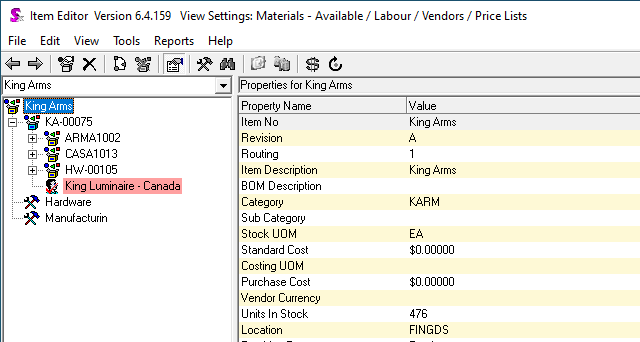 Item Editor Version 6.4.159 View Settings: Materials - Available / Labour / Vendors / Price Lists
File Edit View Tools Reports Help
King Arms
Properties for King Arms
King Arms
KA-00075
ARMA1002
CASA1013
HW-00105
King Luminaire - Canada
Hardware
Manufacturin
Property Name Value
Item No King Arms
Revision A
Routing 1
Item Description King Arms
BOM Description
Category KARM
Sub Category
Stock UOM EA
Standard Cost $0.00000
Costing UOM
Purchase Cost $0.00000
Vendor Currency
Units In Stock 476
Location FINGDS